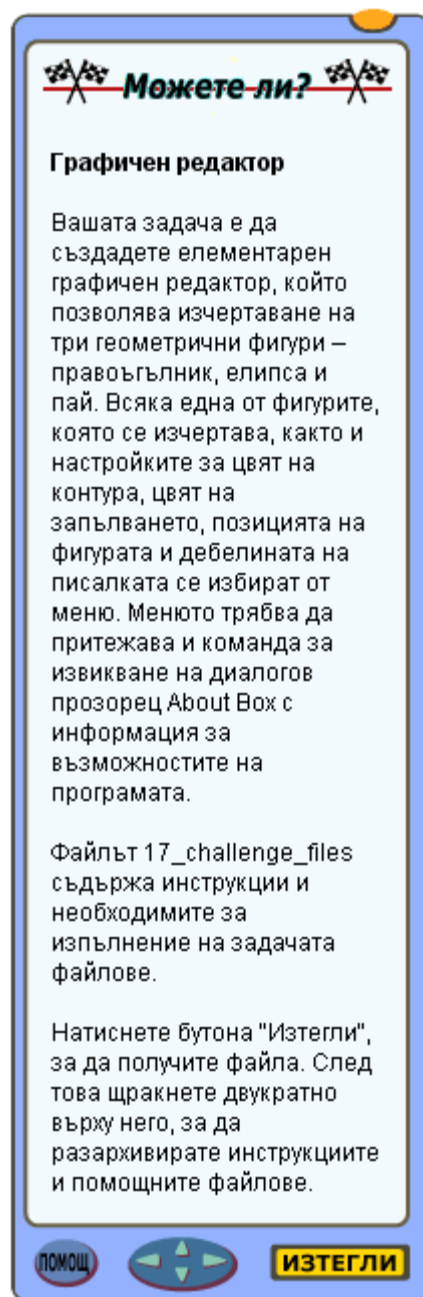 Можете ли?
Графичен редактор
Вашата задача е да
създадете елементарен
графичен редактор, който
позволява изчертаване на
три геометрични фигури –
правоъгълник, елипса и
пай. Всяка една от фигурите,
която се изчертава, както и
настройките за цвят на
контура, цвят на
запълването, позицията на
фигурата и дебелината на
писалката се избират от
меню. Менюто трябва да
притежава и команда за
извикване на диалогов
прозорец About Box с
информация за
възможностите на
програмата.
Файлът 17_challenge_files
съдържа инструкции и
необходимите за
изпълнение на задачата
файлове.
Натиснете бутона "Изтегли",
за да получите файла. След
това щракнете двукратно
върху него, за да
разархивирате инструкциите
и помощните файлове.
ПОМОЩ ИЗТЕГЛИ